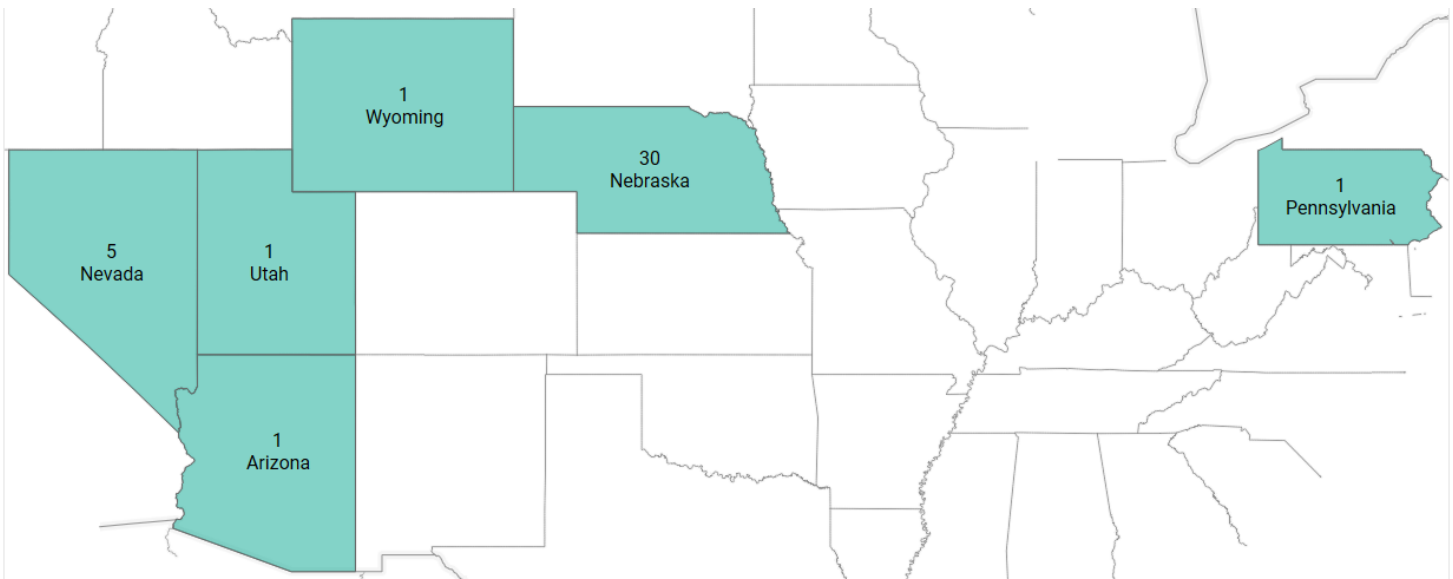 1
Wyoming
30
Nebraska
1
Pennsylvania
5
Nevada
1
Utah
1
Arizona